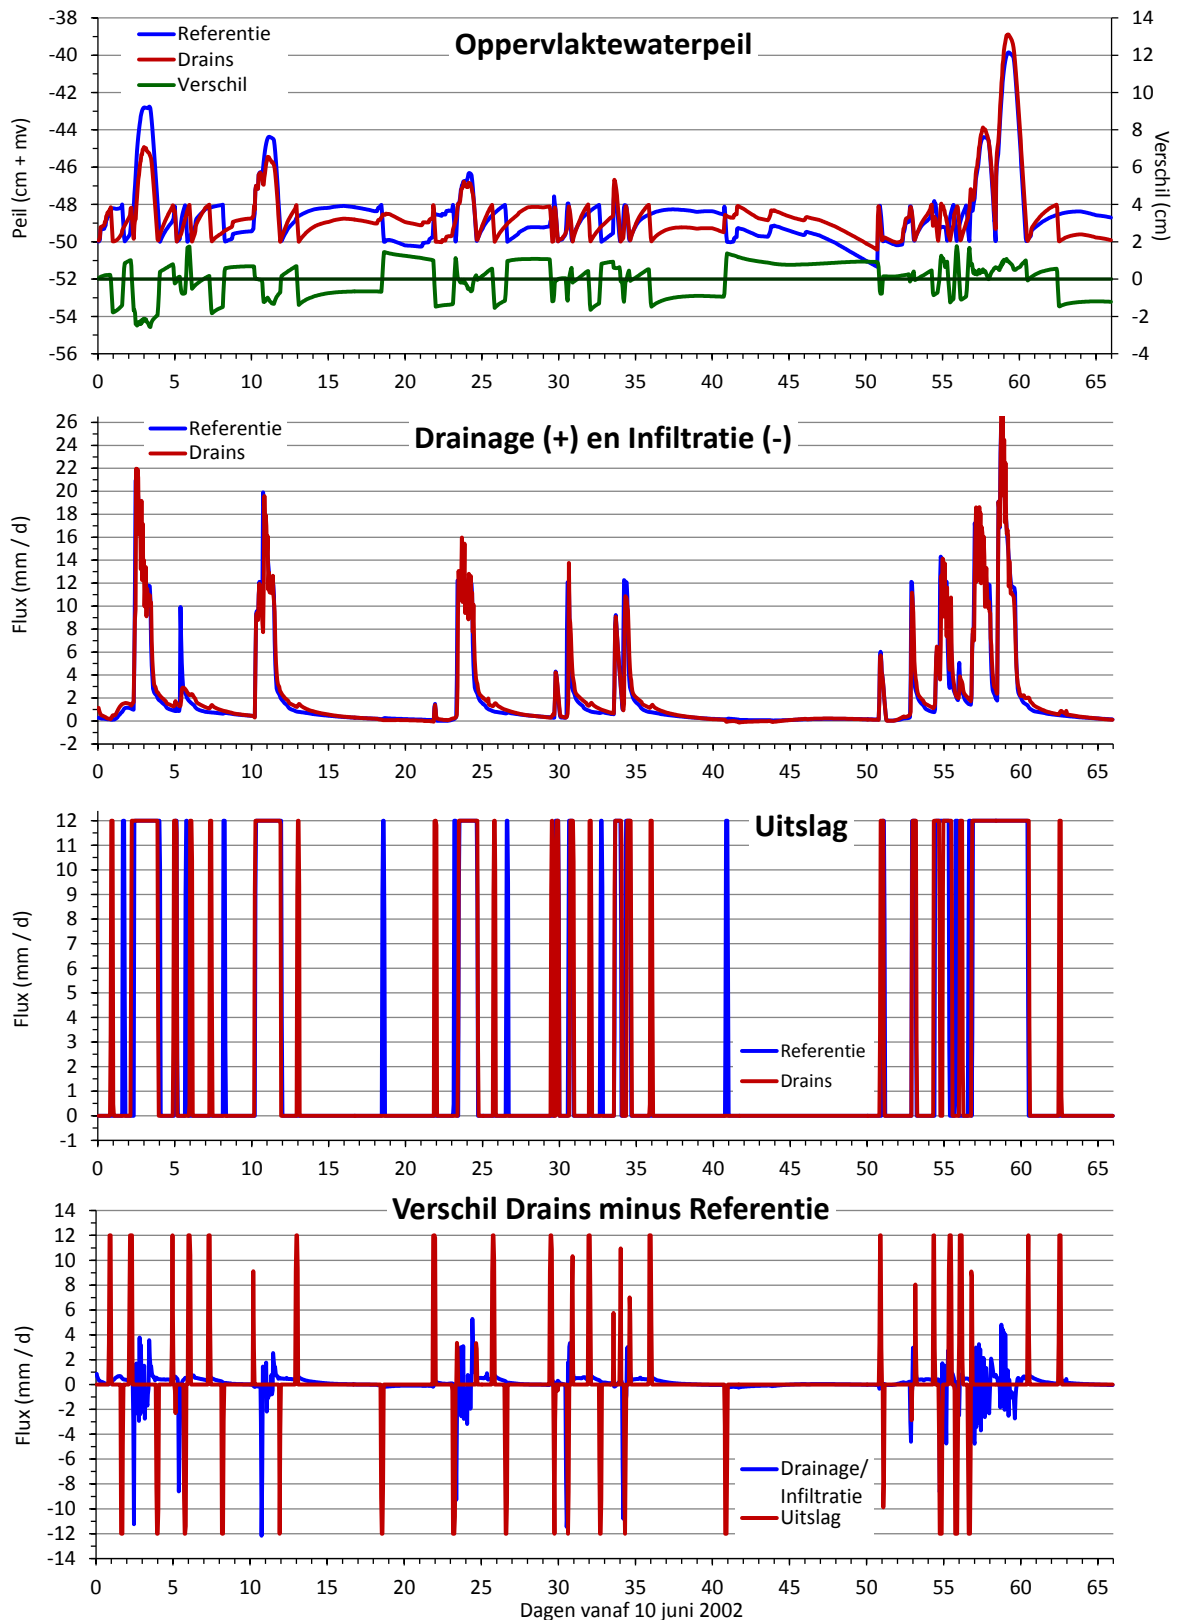 Oppervlaktewaterpeil
Referentie
Drains
Verschil
Peil (cm + mv)
Verschil (cm)
-38
-40
-42
-44
-46
-48
-50
-52
-54
-56
14
12
10
8
6
4
2
0
-2
-4
0 5 10 15 20 25 30 35 40 45 50 55 60 65
Drainage (+) en Infiltratie (-)
Referentie
Drains
Flux (mm / d)
26
24
22
20
18
16
14
12
10
8
6
4
2
0
-2
0 5 10 15 20 25 30 35 40 45 50 55 60 65
Uitslag
Flux (mm / d)
12
11
10
9
8
7
6
5
4
3
2
1
0
-1
Referentie
Drains
0 5 10 15 20 25 30 35 40 45 50 55 60 65
Verschil Drains minus Referentie
Flux (mm / d)
14
12
10
8
6
4
2
0
-2
-4
-6
-8
-10
-12
-14
Drainage/
Infiltratie
Uitslag
0 5 10 15 20 25 30 35 40 45 50 55 60 65
Dagen vanaf 10 juni 2002